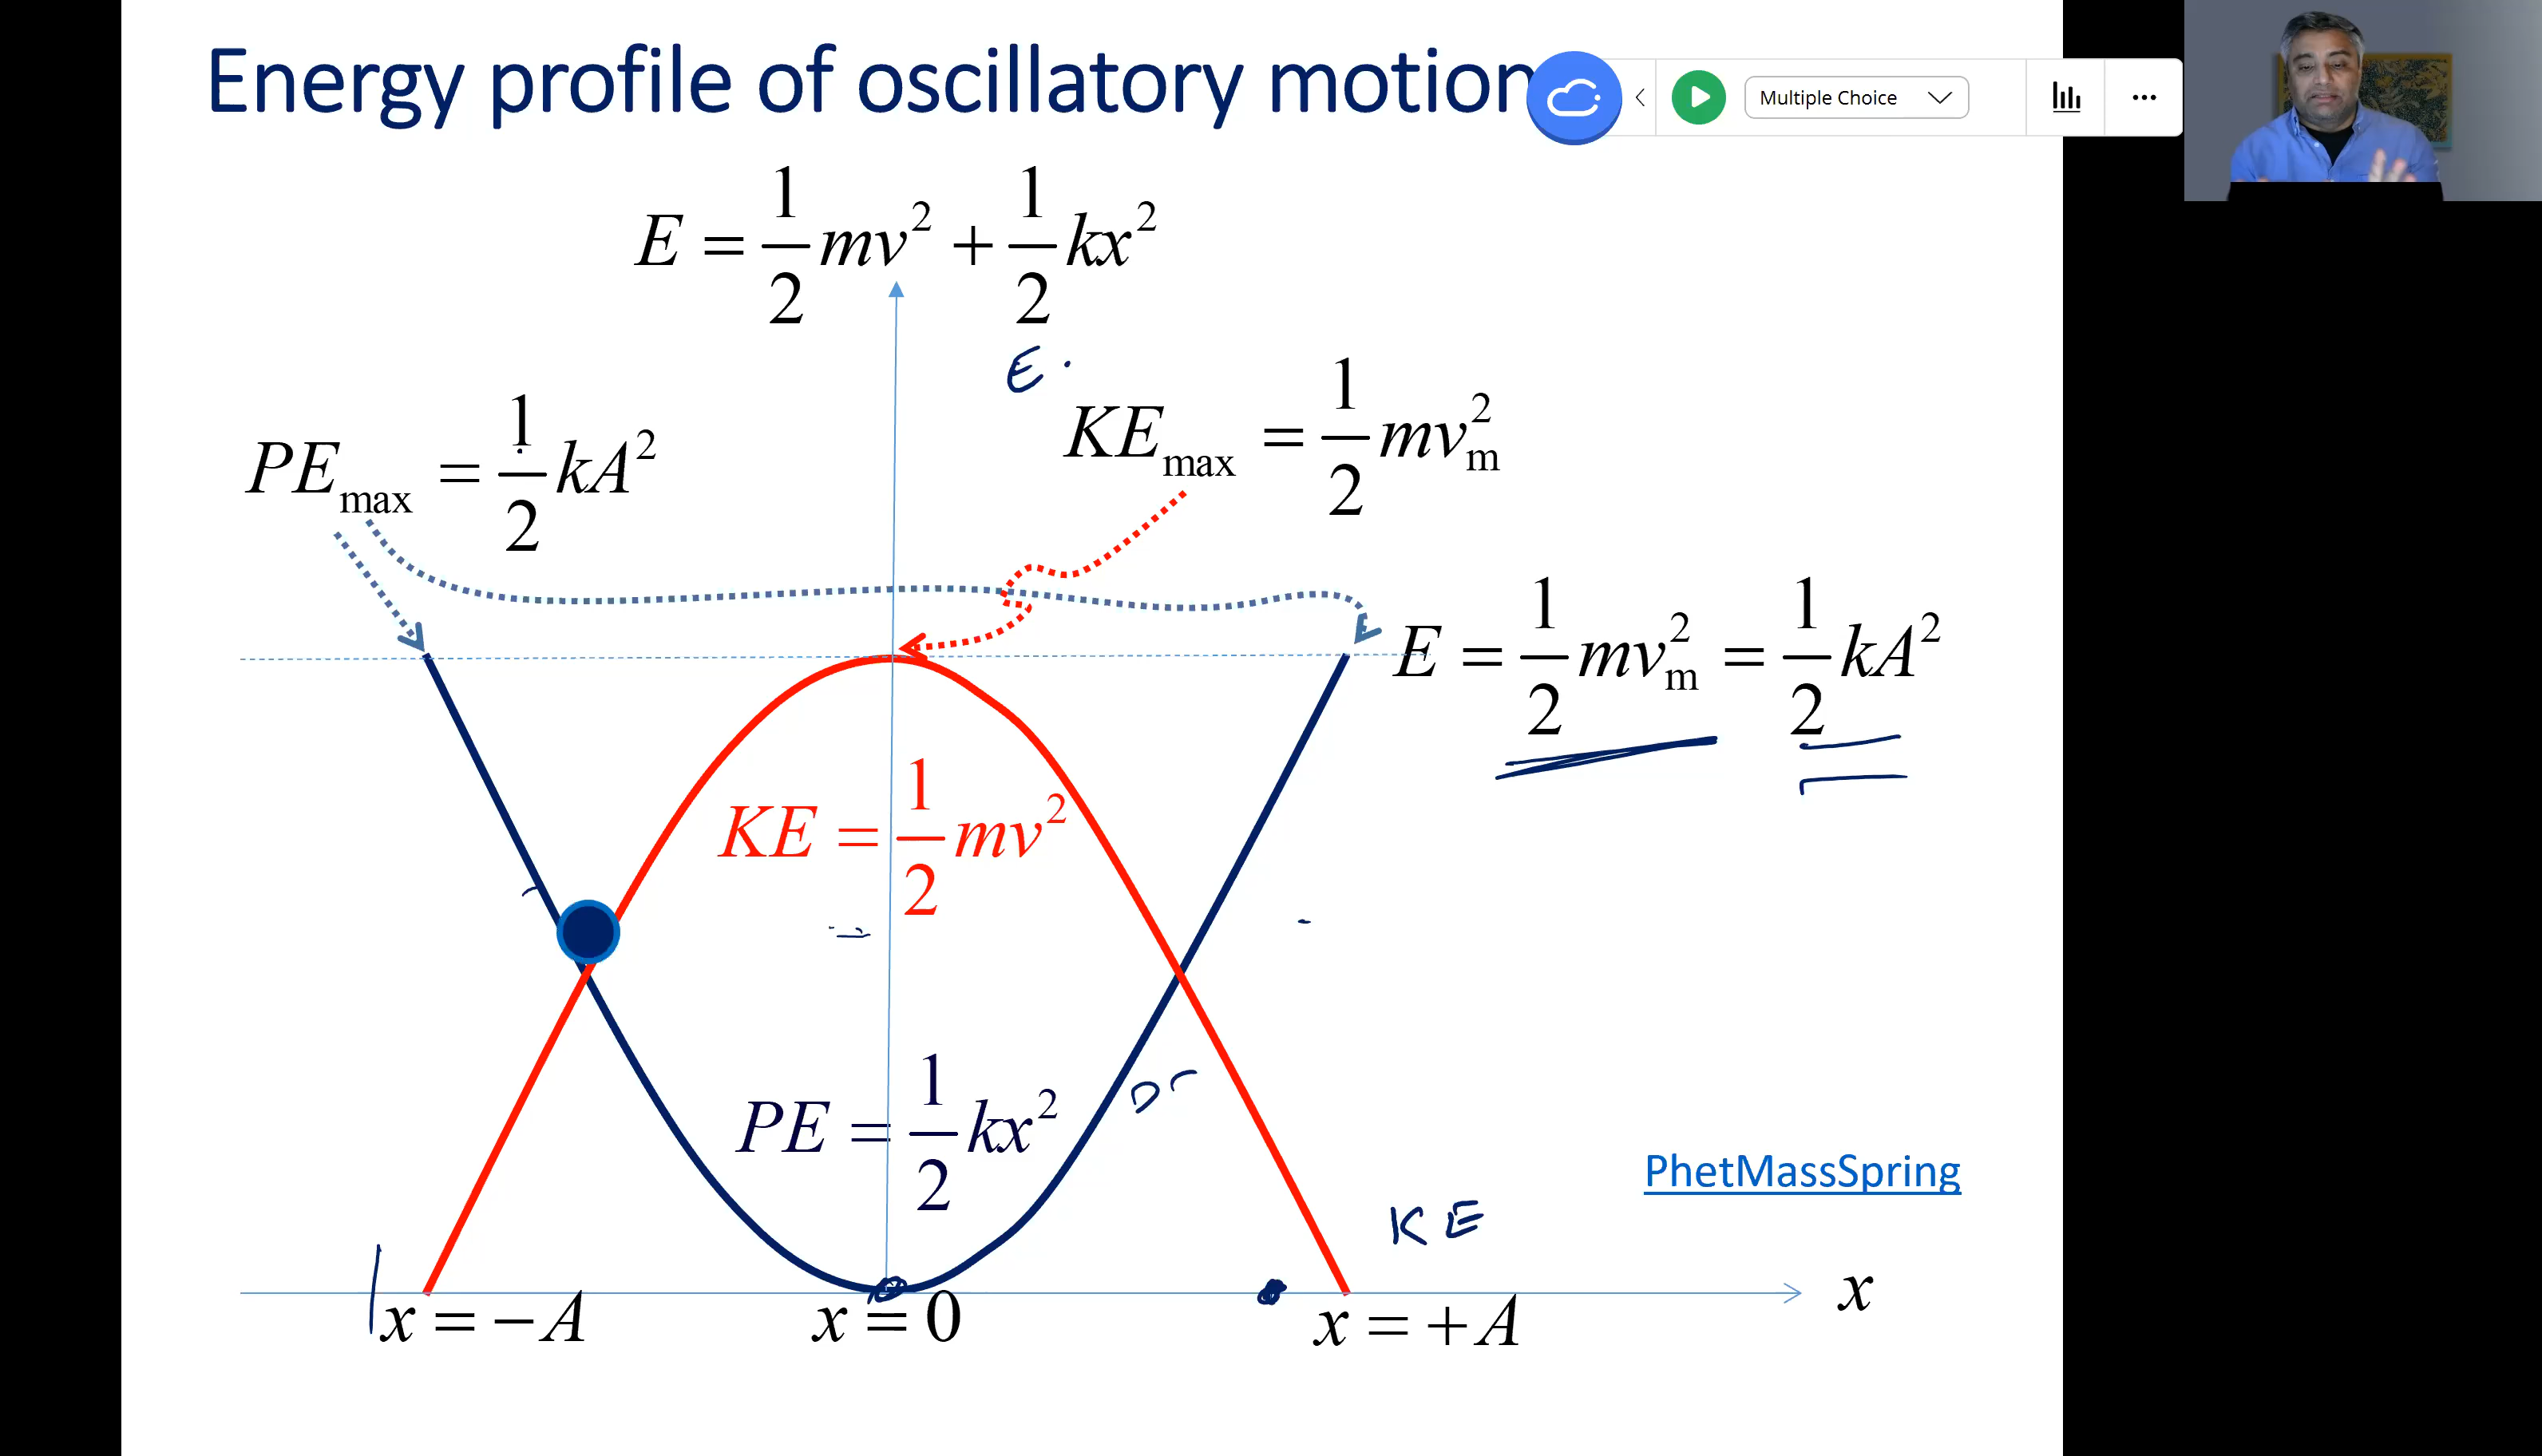 Energy profile of oscillatory motion
Multiple Choice
E = 1/2 mv² + 1/2 kx²
E
PE_max = 1/2 kA²
KE_max = 1/2 mv_m²
E = 1/2 mv_m² = 1/2 kA²
KE = 1/2 mv²
PE = 1/2 kx²
PhetMassSpring
KE
x = −A
x = 0
x = +A
x